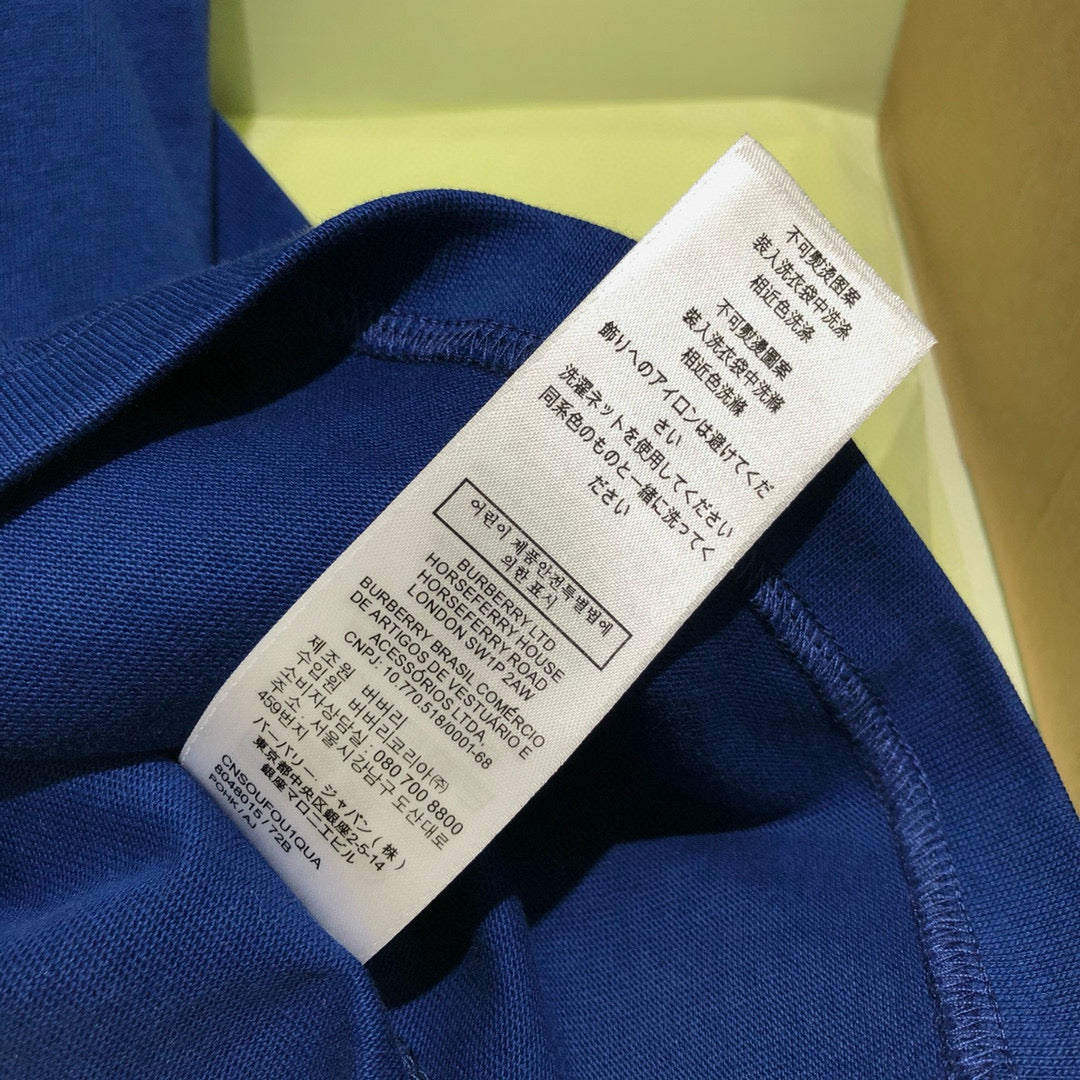 不可熨烫图案
装入洗衣袋中洗涤
相近色洗涤
不可熨燙圖案
裝入洗衣袋中洗滌
相近色洗滌
飾りへのアイロンは避けてくだ
さい
洗濯ネットを使用してください
同系色のものと一緒に洗ってく
ださい
어린이 제품안전특별법에
의한 표시
BURBERRY LTD
HORSEFERRY HOUSE
HORSEFERRY ROAD
LONDON SW1P 2AW
BURBERRY BRASIL COMÉRCIO
DE ARTIGOS DE VESTUÁRIO E
ACESSÓRIOS LTDA.
CNPJ: 10.770.518/0001-68
제조원 버버리
수입원 버버리코리아(주)
소비자상담실 : 080 700 8800
주소. 서울시강남구도산대로
459번지
バーバリー・ジャパン(株)
東京都中央区銀座2-5-14
銀座マロニエビル
CNSOUFOU1QUA
8048015/72B
POHK/AJ